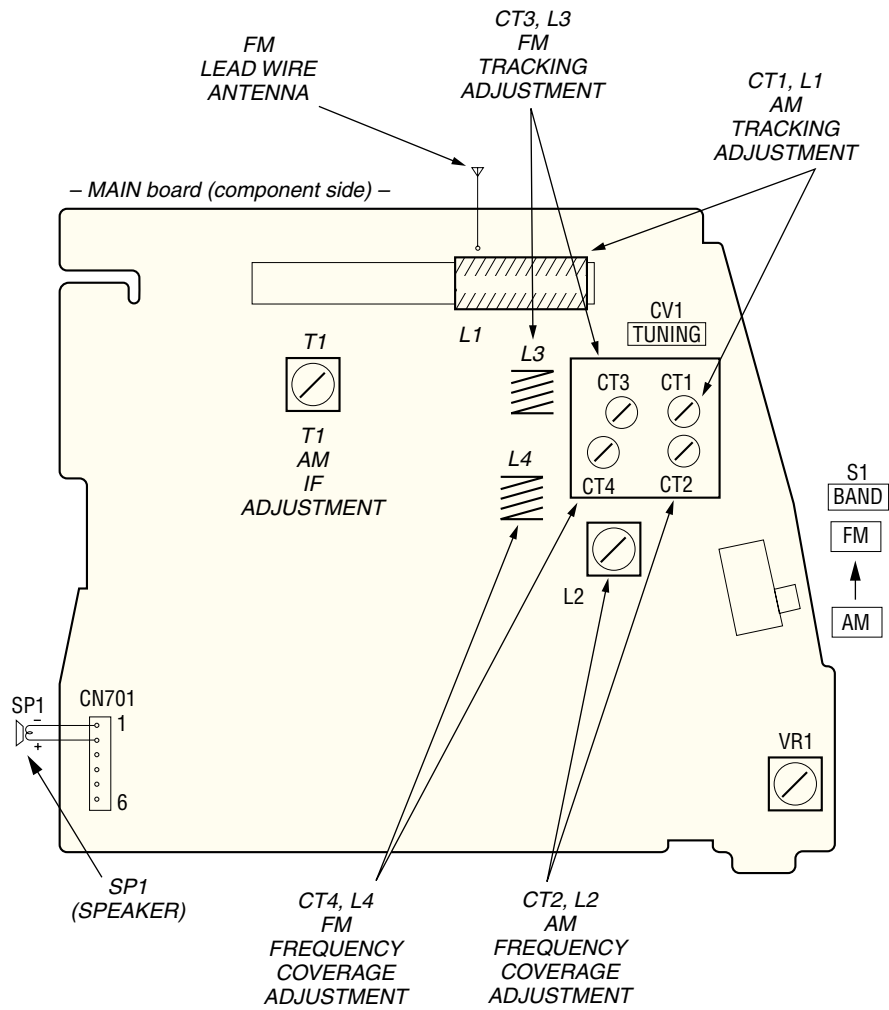 CT3, L3
FM
TRACKING
ADJUSTMENT
FM
LEAD WIRE
ANTENNA
CT1, L1
AM
TRACKING
ADJUSTMENT
– MAIN board (component side) –
L1
CV1
TUNING
T1
L3
CT3
CT1
T1
AM
IF
ADJUSTMENT
L4
CT4
CT2
S1
BAND
FM
L2
AM
SP1
–
+
CN701
1
6
VR1
SP1
(SPEAKER)
CT4, L4
FM
FREQUENCY
COVERAGE
ADJUSTMENT
CT2, L2
AM
FREQUENCY
COVERAGE
ADJUSTMENT